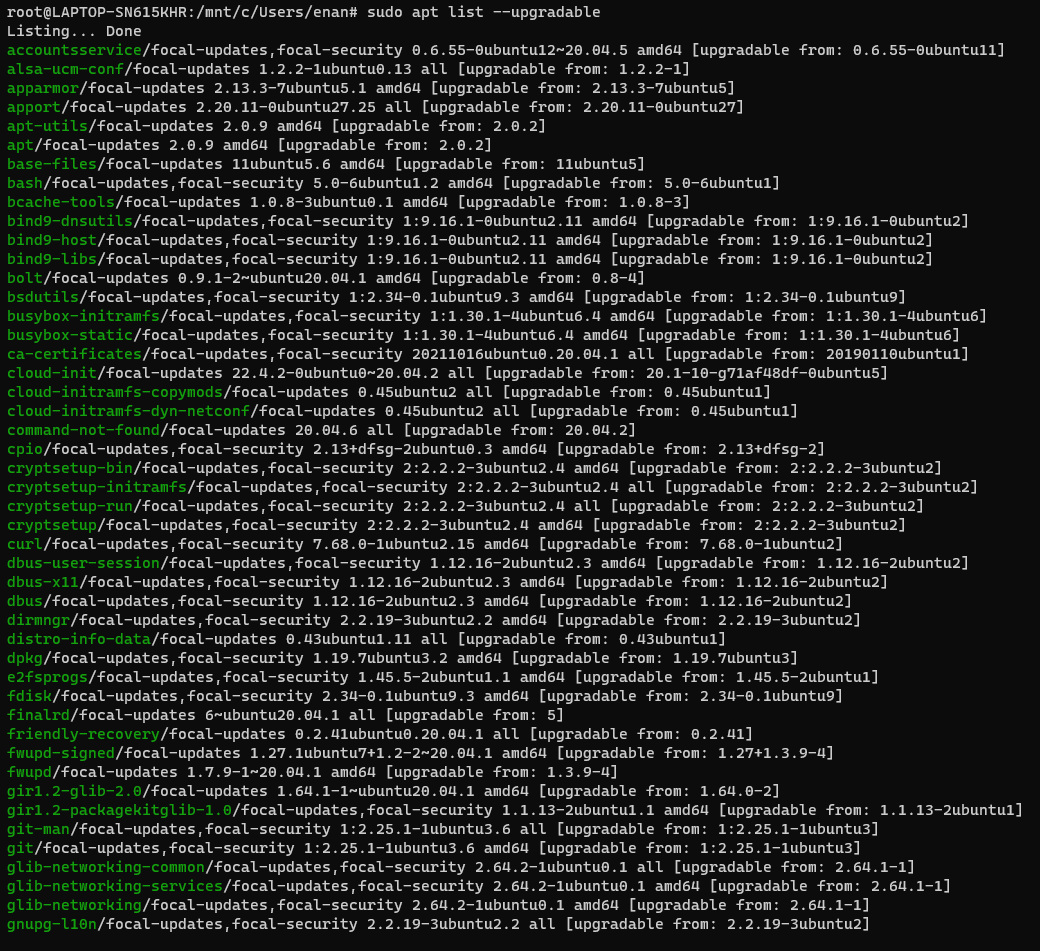 root@LAPTOP-SN615KHR:/mnt/c/Users/enan# sudo apt list --upgradable
Listing... Done
accountsservice/focal-updates,focal-security 0.6.55-0ubuntu12~20.04.5 amd64 [upgradable from: 0.6.55-0ubuntu11]
alsa-ucm-conf/focal-updates 1.2.2-1ubuntu0.13 all [upgradable from: 1.2.2-1]
apparmor/focal-updates 2.13.3-7ubuntu5.1 amd64 [upgradable from: 2.13.3-7ubuntu5]
apport/focal-updates 2.20.11-0ubuntu27.25 all [upgradable from: 2.20.11-0ubuntu27]
apt-utils/focal-updates 2.0.9 amd64 [upgradable from: 2.0.2]
apt/focal-updates 2.0.9 amd64 [upgradable from: 2.0.2]
base-files/focal-updates 11ubuntu5.6 amd64 [upgradable from: 11ubuntu5]
bash/focal-updates,focal-security 5.0-6ubuntu1.2 amd64 [upgradable from: 5.0-6ubuntu1]
bcache-tools/focal-updates 1.0.8-3ubuntu0.1 amd64 [upgradable from: 1.0.8-3]
bind9-dnsutils/focal-updates,focal-security 1:9.16.1-0ubuntu2.11 amd64 [upgradable from: 1:9.16.1-0ubuntu2]
bind9-host/focal-updates,focal-security 1:9.16.1-0ubuntu2.11 amd64 [upgradable from: 1:9.16.1-0ubuntu2]
bind9-libs/focal-updates,focal-security 1:9.16.1-0ubuntu2.11 amd64 [upgradable from: 1:9.16.1-0ubuntu2]
bolt/focal-updates 0.9.1-2~ubuntu20.04.1 amd64 [upgradable from: 0.8-4]
bsdutils/focal-updates,focal-security 1:2.34-0.1ubuntu9.3 amd64 [upgradable from: 1:2.34-0.1ubuntu9]
busybox-initramfs/focal-updates,focal-security 1:1.30.1-4ubuntu6.4 amd64 [upgradable from: 1:1.30.1-4ubuntu6]
busybox-static/focal-updates,focal-security 1:1.30.1-4ubuntu6.4 amd64 [upgradable from: 1:1.30.1-4ubuntu6]
ca-certificates/focal-updates,focal-security 20211016ubuntu0.20.04.1 all [upgradable from: 20190110ubuntu1]
cloud-init/focal-updates 22.4.2-0ubuntu0~20.04.2 all [upgradable from: 20.1-10-g71af48df-0ubuntu5]
cloud-initramfs-copymods/focal-updates 0.45ubuntu2 all [upgradable from: 0.45ubuntu1]
cloud-initramfs-dyn-netconf/focal-updates 0.45ubuntu2 all [upgradable from: 0.45ubuntu1]
command-not-found/focal-updates 20.04.6 all [upgradable from: 20.04.2]
cpio/focal-updates,focal-security 2.13+dfsg-2ubuntu0.3 amd64 [upgradable from: 2.13+dfsg-2]
cryptsetup-bin/focal-updates,focal-security 2:2.2.2-3ubuntu2.4 amd64 [upgradable from: 2:2.2.2-3ubuntu2]
cryptsetup-initramfs/focal-updates,focal-security 2:2.2.2-3ubuntu2.4 all [upgradable from: 2:2.2.2-3ubuntu2]
cryptsetup-run/focal-updates,focal-security 2:2.2.2-3ubuntu2.4 all [upgradable from: 2:2.2.2-3ubuntu2]
cryptsetup/focal-updates,focal-security 2:2.2.2-3ubuntu2.4 amd64 [upgradable from: 2:2.2.2-3ubuntu2]
curl/focal-updates,focal-security 7.68.0-1ubuntu2.15 amd64 [upgradable from: 7.68.0-1ubuntu2]
dbus-user-session/focal-updates,focal-security 1.12.16-2ubuntu2.3 amd64 [upgradable from: 1.12.16-2ubuntu2]
dbus-x11/focal-updates,focal-security 1.12.16-2ubuntu2.3 amd64 [upgradable from: 1.12.16-2ubuntu2]
dbus/focal-updates,focal-security 1.12.16-2ubuntu2.3 amd64 [upgradable from: 1.12.16-2ubuntu2]
dirmngr/focal-updates,focal-security 2.2.19-3ubuntu2.2 amd64 [upgradable from: 2.2.19-3ubuntu2]
distro-info-data/focal-updates 0.43ubuntu1.11 all [upgradable from: 0.43ubuntu1]
dpkg/focal-updates,focal-security 1.19.7ubuntu3.2 amd64 [upgradable from: 1.19.7ubuntu3]
e2fsprogs/focal-updates,focal-security 1.45.5-2ubuntu1.1 amd64 [upgradable from: 1.45.5-2ubuntu1]
fdisk/focal-updates,focal-security 2.34-0.1ubuntu9.3 amd64 [upgradable from: 2.34-0.1ubuntu9]
finalrd/focal-updates 6~ubuntu20.04.1 all [upgradable from: 5]
friendly-recovery/focal-updates 0.2.41ubuntu0.20.04.1 all [upgradable from: 0.2.41]
fwupd-signed/focal-updates 1.27.1ubuntu7+1.2-2~20.04.1 amd64 [upgradable from: 1.27+1.3.9-4]
fwupd/focal-updates 1.7.9-1~20.04.1 amd64 [upgradable from: 1.3.9-4]
gir1.2-glib-2.0/focal-updates 1.64.1-1~ubuntu20.04.1 amd64 [upgradable from: 1.64.0-2]
gir1.2-packagekitglib-1.0/focal-updates,focal-security 1.1.13-2ubuntu1.1 amd64 [upgradable from: 1.1.13-2ubuntu1]
git-man/focal-updates,focal-security 1:2.25.1-1ubuntu3.6 all [upgradable from: 1:2.25.1-1ubuntu3]
git/focal-updates,focal-security 1:2.25.1-1ubuntu3.6 amd64 [upgradable from: 1:2.25.1-1ubuntu3]
glib-networking-common/focal-updates,focal-security 2.64.2-1ubuntu0.1 all [upgradable from: 2.64.1-1]
glib-networking-services/focal-updates,focal-security 2.64.2-1ubuntu0.1 amd64 [upgradable from: 2.64.1-1]
glib-networking/focal-updates,focal-security 2.64.2-1ubuntu0.1 amd64 [upgradable from: 2.64.1-1]
gnupg-l10n/focal-updates,focal-security 2.2.19-3ubuntu2.2 all [upgradable from: 2.2.19-3ubuntu2]